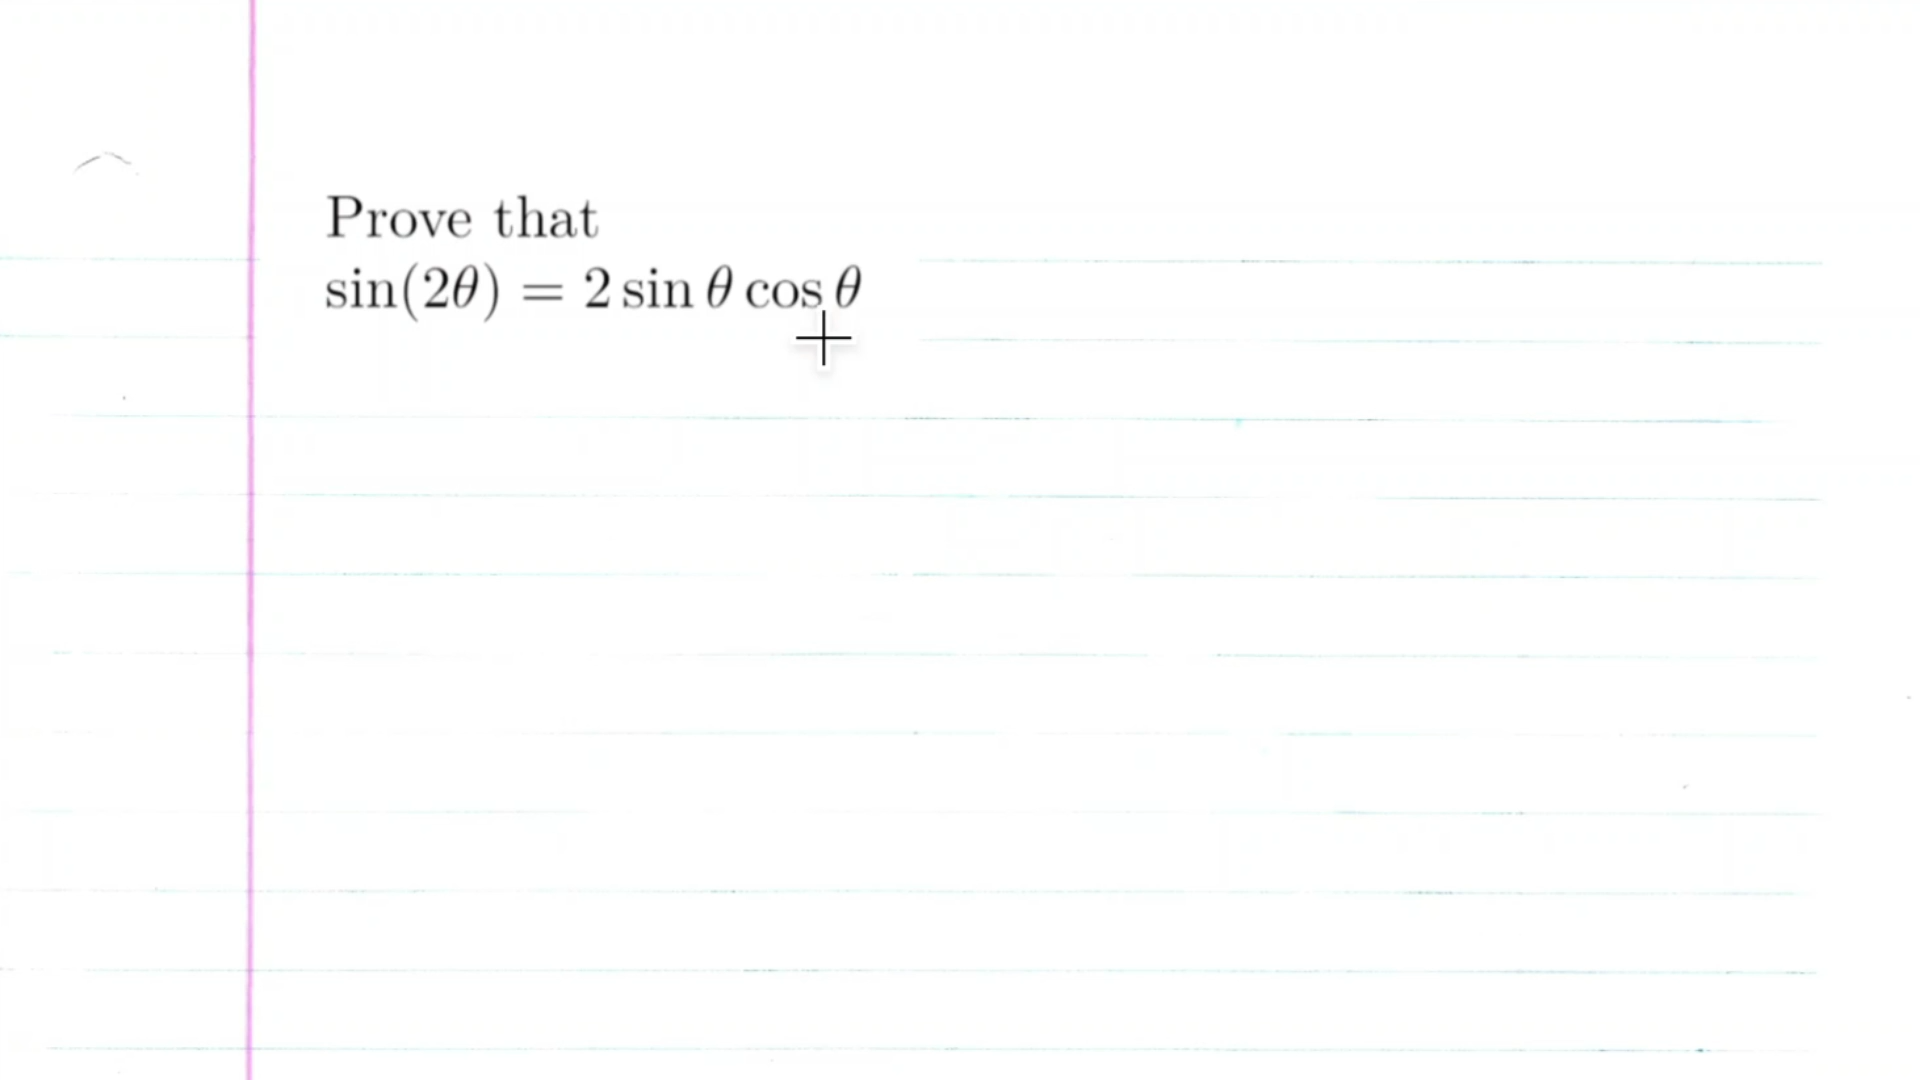 Prove that
sin(2θ) = 2 sin θ cos θ